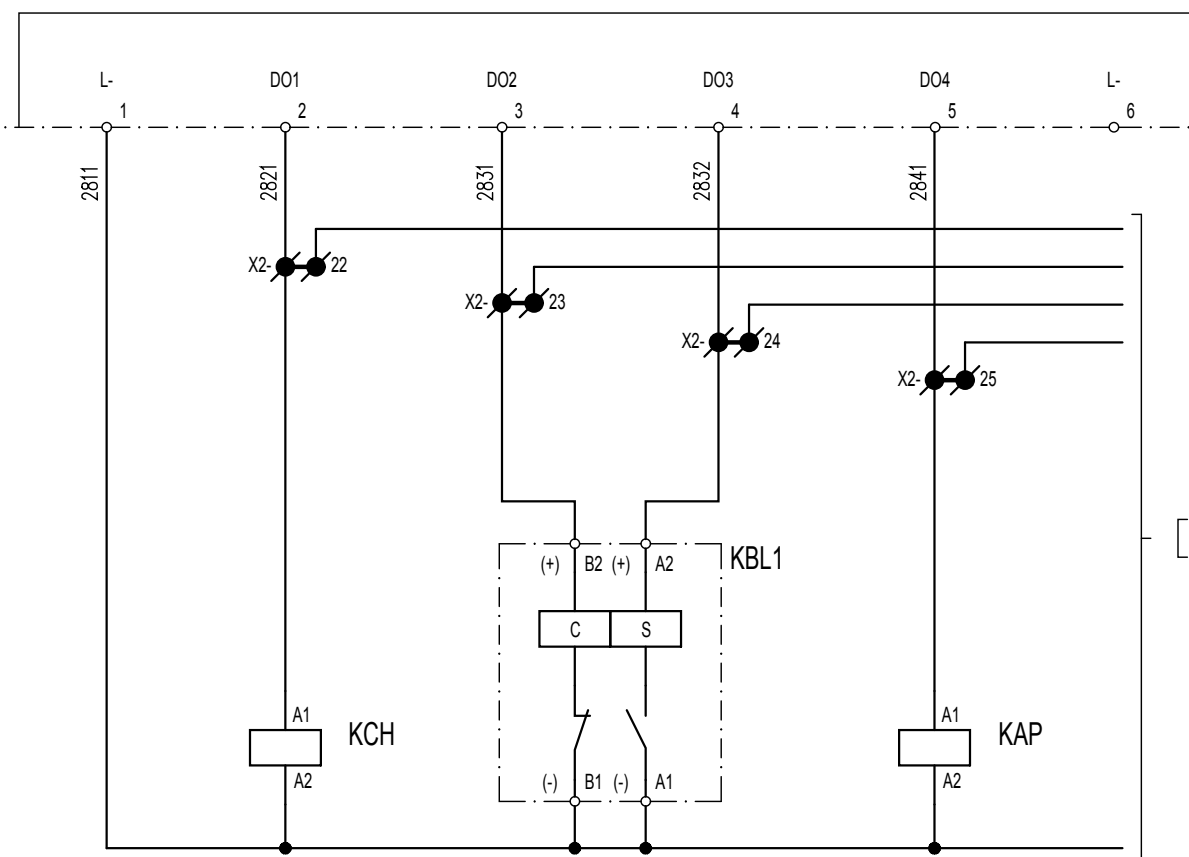 L- DO1 DO2 DO3 DO4 L-
1 2 3 4 5 6
2811 2821 2831 2832 2841
X2- 22
X2- 23
X2- 24
X2- 25
KBL1
(+) B2 (+) A2
C S
A1 KCH A1 KAP
A2 (-) B1 (-) A1 A2